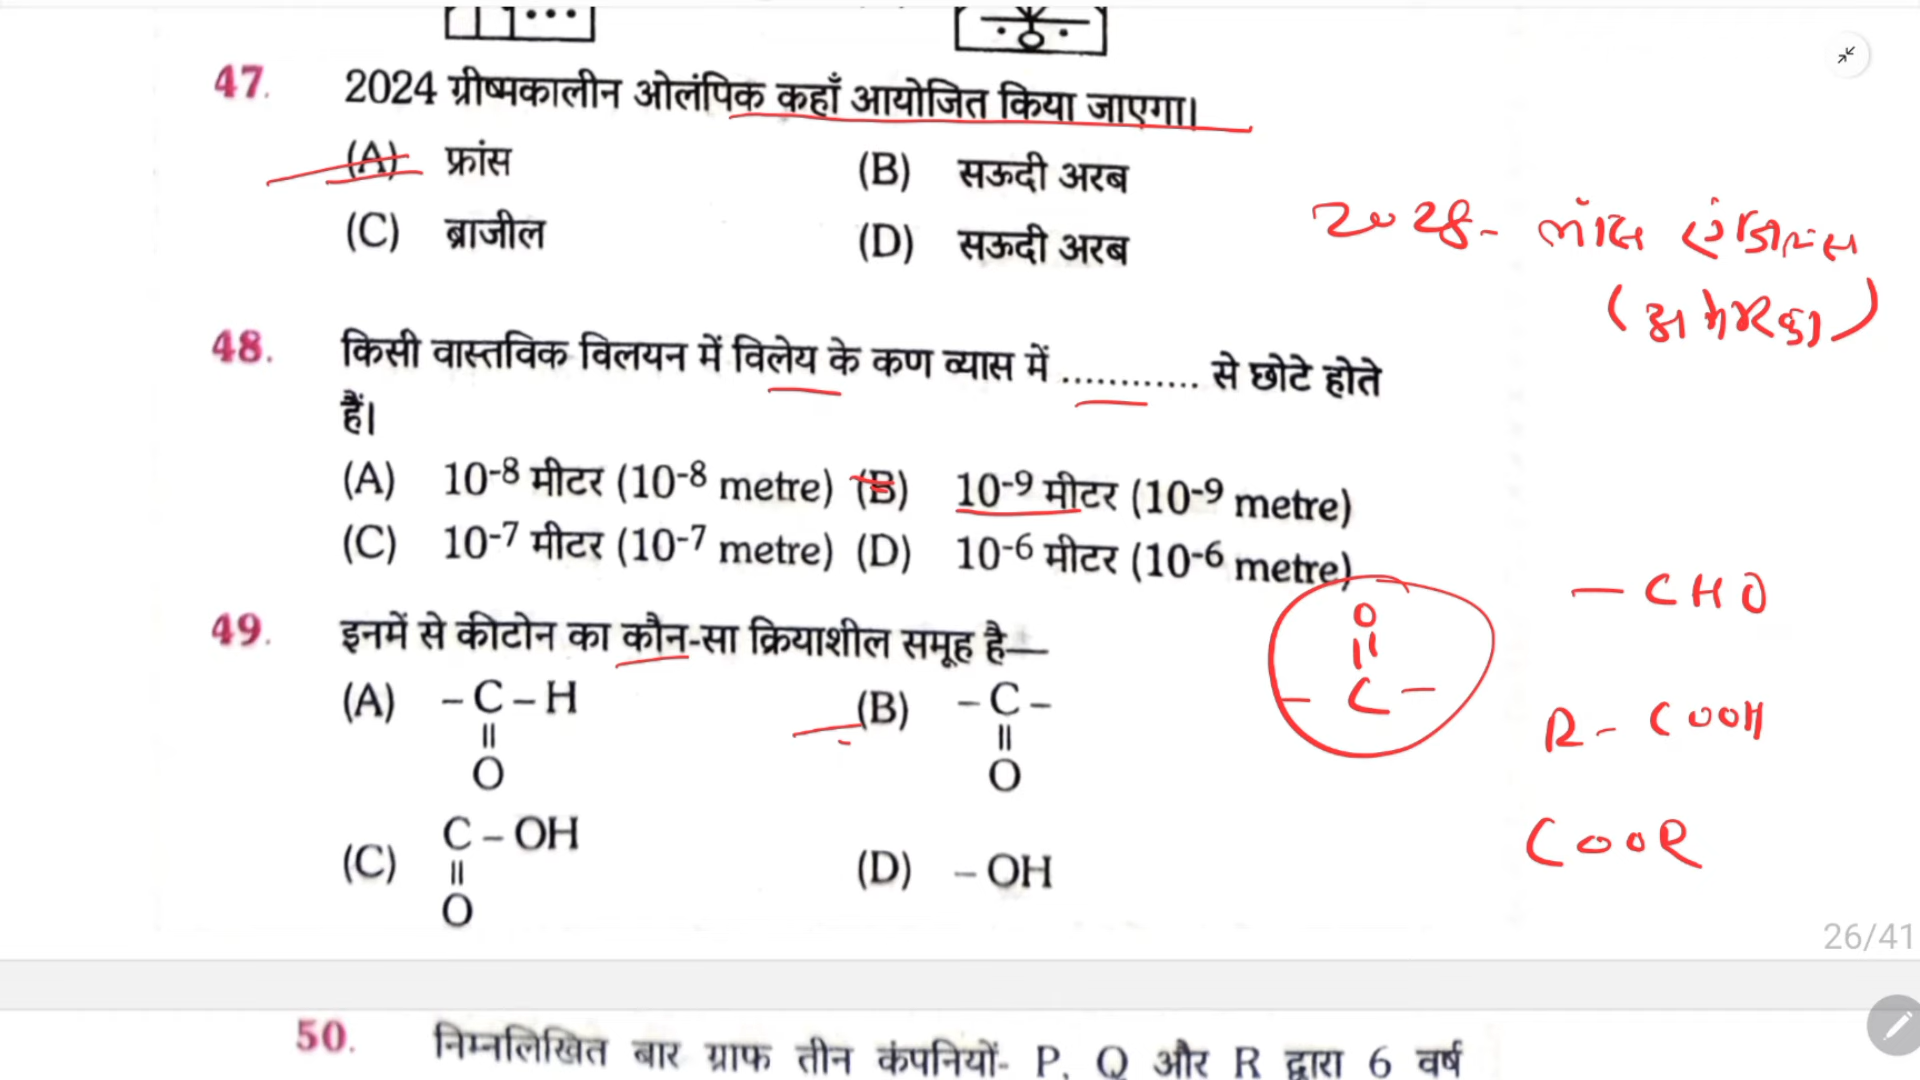 47. 2024 ग्रीष्मकालीन ओलंपिक कहाँ आयोजित किया जाएगा।
(A) फ्रांस (B) सऊदी अरब
(C) ब्राजील (D) सऊदी अरब
2028 -
48. किसी वास्तविक विलयन में विलेय के कण व्यास में ............ से छोटे होते
हैं।
(A) 10-8 मीटर (10-8 metre) (B) 10-9 मीटर (10-9 metre)
(C) 10-7 मीटर (10-7 metre) (D) 10-6 मीटर (10-6 metre)
49. इनमें से कीटोन का कौन-सा क्रियाशील समूह है—
(A) – C – H (B) – C –
|| ||
O O
(C) C – OH (D) – OH
||
O
O
||
– C –
– CHO
R - COOH
COOR
26/41
50. निम्नलिखित बार ग्राफ तीन कंपनियों- P, Q और R द्वारा 6 वर्ष